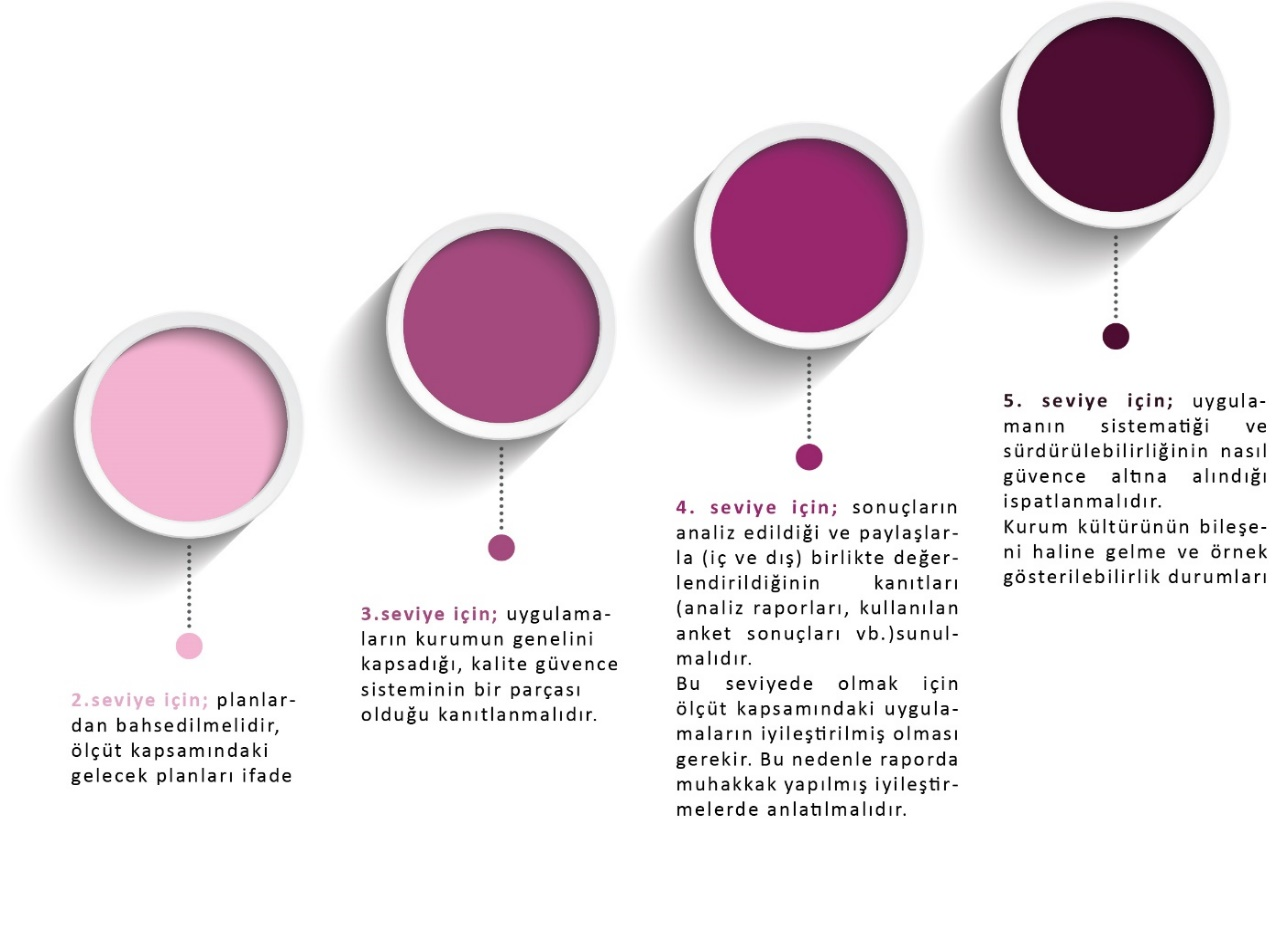 2.seviye için; planlar-
dan bahsedilmelidir,
ölçüt kapsamındaki
gelecek planları ifade
3.seviye için; uygulama-
ların kurumun genelini
kapsadığı, kalite güvence
sisteminin bir parçası
olduğu kanıtlanmalıdır.
4. seviye için; sonuçların
analiz edildiği ve paylaşlar-
la (iç ve dış) birlikte değer-
lendirildiğinin kanıtları
(analiz raporları, kullanılan
anket sonuçları vb.)sunul-
malıdır.
Bu seviyede olmak için
ölçüt kapsamındaki uygula-
maların iyileştirilmiş olması
gerekir. Bu nedenle raporda
muhakkak yapılmış iyileştir-
melerde anlatılmalıdır.
5. seviye için; uygula-
manın sistematiği ve
sürdürülebilirliğinin nasıl
güvence altına alındığı
ispatlanmalıdır.
Kurum kültürünün bileşe-
ni haline gelme ve örnek
gösterilebilirlik durumları